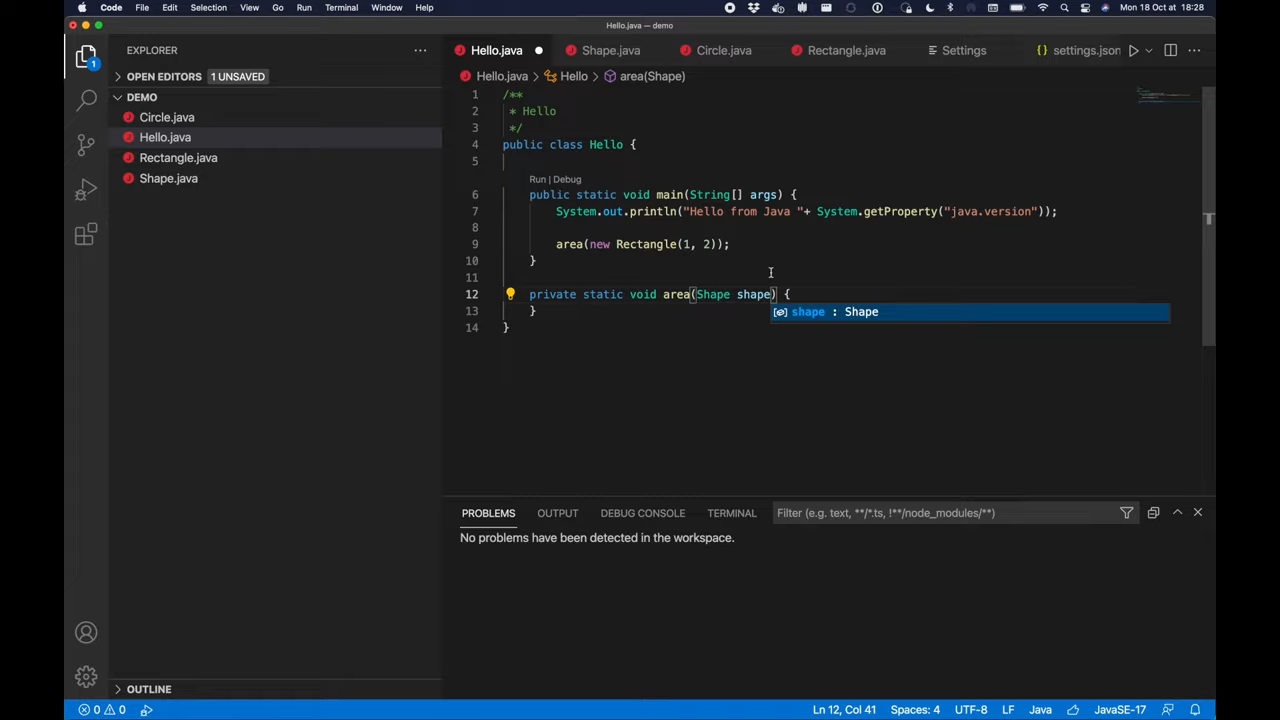 Code File Edit Selection View Go Run Terminal Window Help Mon 18 Oct at 18:28
Hello.java — demo
EXPLORER
OPEN EDITORS 1 UNSAVED
DEMO
Circle.java
Hello.java
Rectangle.java
Shape.java
OUTLINE
1
Hello.java Shape.java Circle.java Rectangle.java Settings settings.json
Hello.java > Hello > area(Shape)
1 /**
2 * Hello
3 */
4 public class Hello {
5
Run | Debug
6 public static void main(String[] args) {
7 System.out.println("Hello from Java "+ System.getProperty("java.version"));
8
9 area(new Rectangle(1, 2));
10 }
11
12 private static void area(Shape shape) {
13 }
14 }
shape : Shape
PROBLEMS OUTPUT DEBUG CONSOLE TERMINAL Filter (e.g. text, **/*.ts, !**/node_modules/**)
No problems have been detected in the workspace.
0 0 Ln 12, Col 41 Spaces: 4 UTF-8 LF Java JavaSE-17